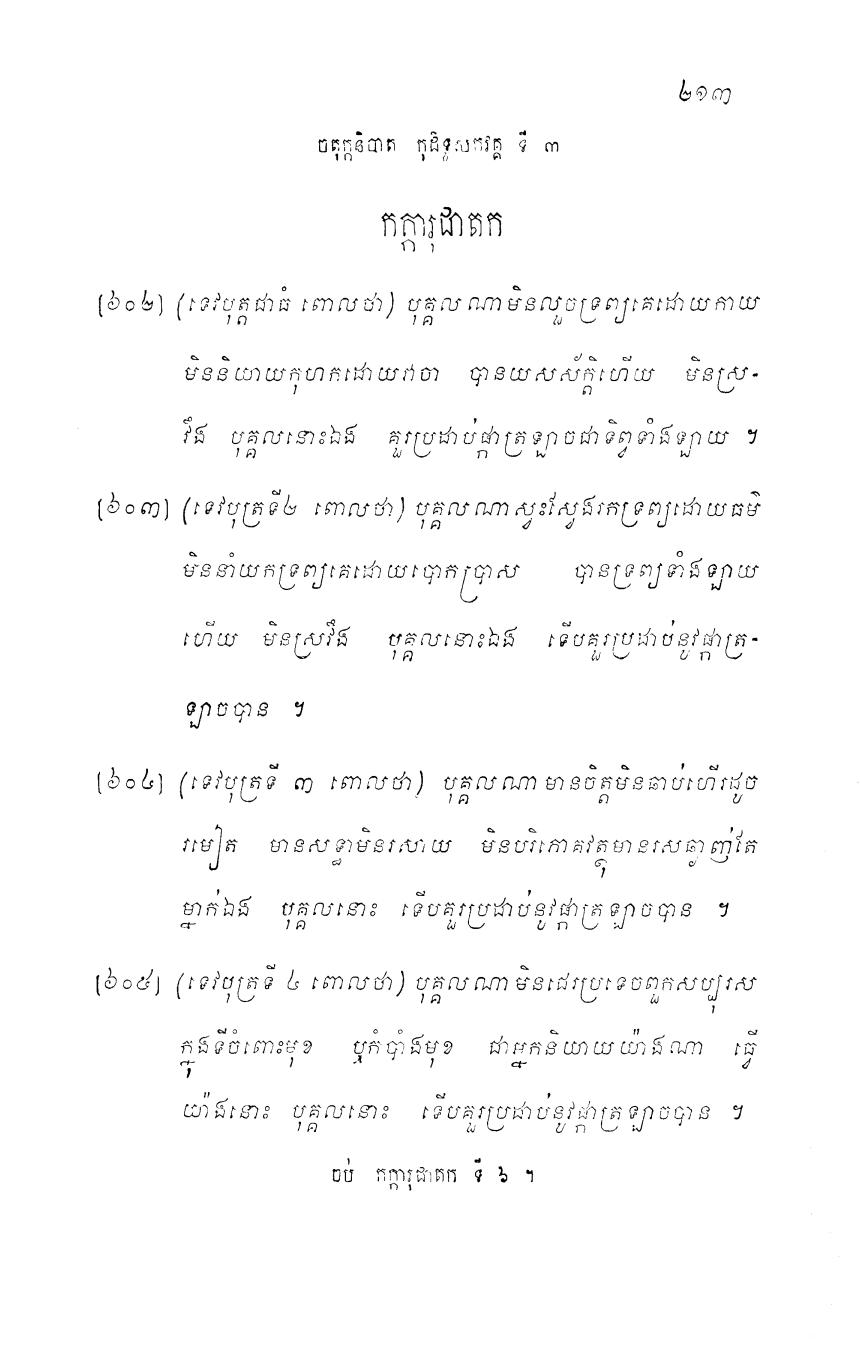 ២១៣
ចតុក្កនិបាត កុដិទូសកវគ្គ ទី ៣
កក្ការុជាតក
[៦០២] (ទេវបុត្តជាធំ ពោលថា) បុគ្គលណាមិនលួចទ្រព្យគេដោយកាយ
មិននិយាយកុហកដោយវាចា បានយសស័ក្តិហើយ មិនស្រ-
វឹង បុគ្គលនោះឯង គួរប្រដាប់ផ្កាត្រឡាចជាទិព្វទាំងឡាយ ។
[៦០៣] (ទេវបុត្រទី២ ពោលថា) បុគ្គលណាស្វះស្វែងរកទ្រព្យដោយធម៌
មិននាំយកទ្រព្យគេដោយបោកប្រាស បានទ្រព្យទាំងឡាយ
ហើយ មិនស្រវឹង បុគ្គលនោះឯង ទើបគួរប្រដាប់នូវផ្កាត្រ-
ឡាចបាន ។
[៦០៤] (ទេវបុត្រទី ៣ ពោលថា) បុគ្គលណាមានចិត្តមិនឆាប់ហើរដូច
រមៀត មានសទ្ធាមិនរសាយ មិនបរិភោគវត្ថុមានរសឆ្ងាញ់តែ
ម្នាក់ឯង បុគ្គលនោះ ទើបគួរប្រដាប់នូវផ្កាត្រឡាចបាន ។
[៦០៥] (ទេវបុត្រទី ៤ ពោលថា) បុគ្គលណាមិនជេរប្រទេចពួកសប្បុរស
ក្នុងទីចំពោះមុខ ឬកំបាំងមុខ ជាអ្នកនិយាយយ៉ាងណា ធ្វើ
យ៉ាងនោះ បុគ្គលនោះ ទើបគួរប្រដាប់នូវផ្កាត្រឡាចបាន ។
ចប់ កក្ការុជាតក ទី ៦ ។